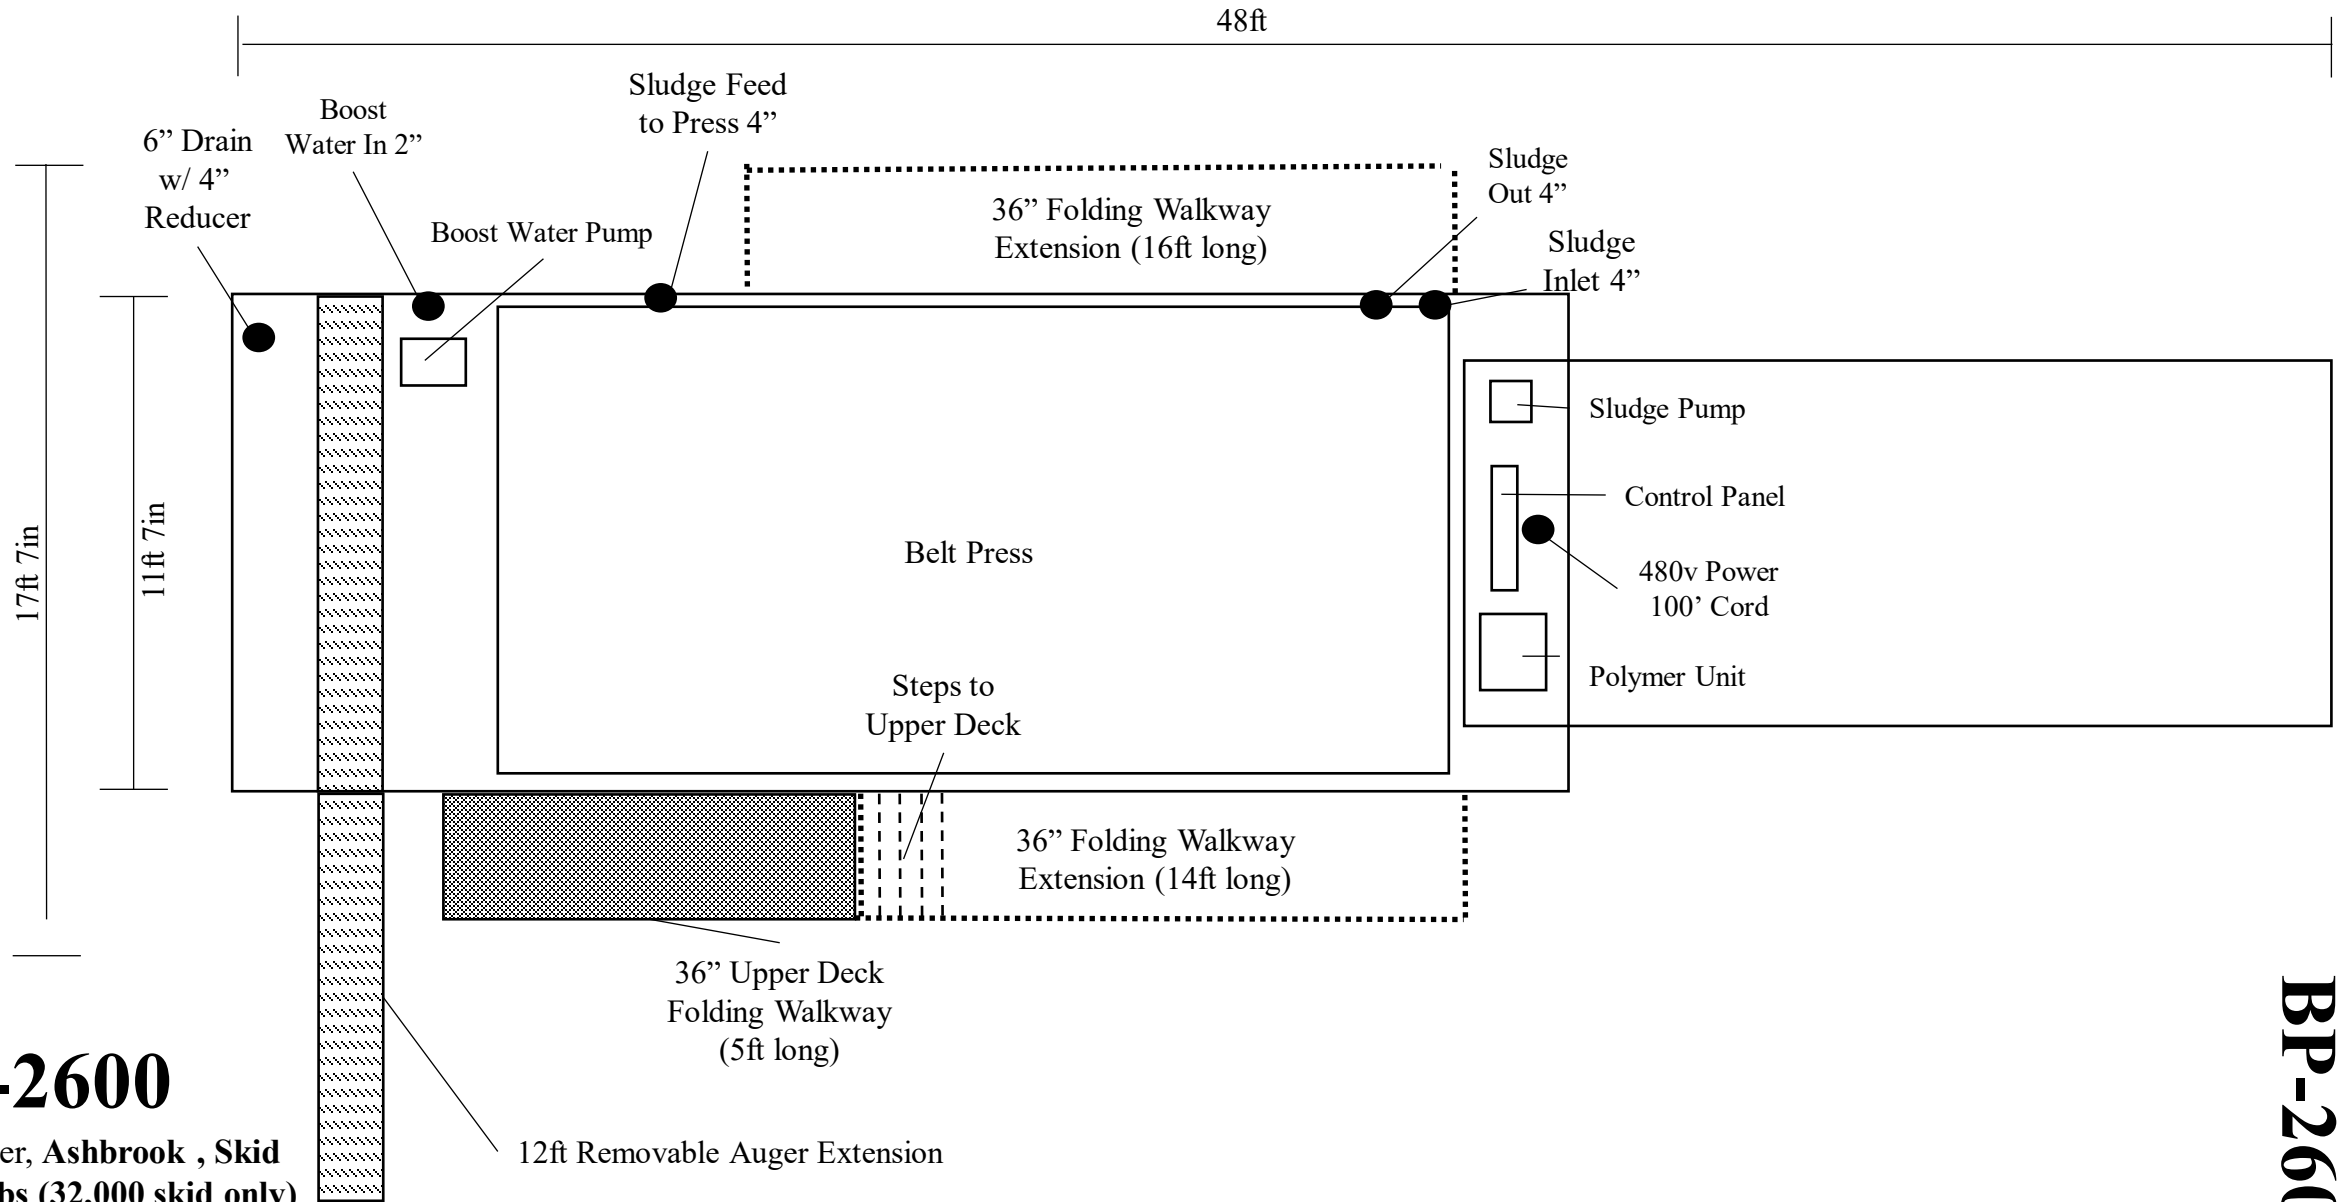 48ft
Sludge Feed
to Press 4”
Boost
Water In 2”
6” Drain
w/ 4”
Reducer
Boost Water Pump
36” Folding Walkway
Extension (16ft long)
Sludge
Out 4”
Sludge
Inlet 4”
17ft 7in
11ft 7in
Sludge Pump
Control Panel
480v Power
100’ Cord
Polymer Unit
Belt Press
Steps to
Upper Deck
36” Folding Walkway
Extension (14ft long)
36” Upper Deck
Folding Walkway
(5ft long)
12ft Removable Auger Extension
-2600
er, Ashbrook , Skid
bs (32,000 skid only)
BP-260